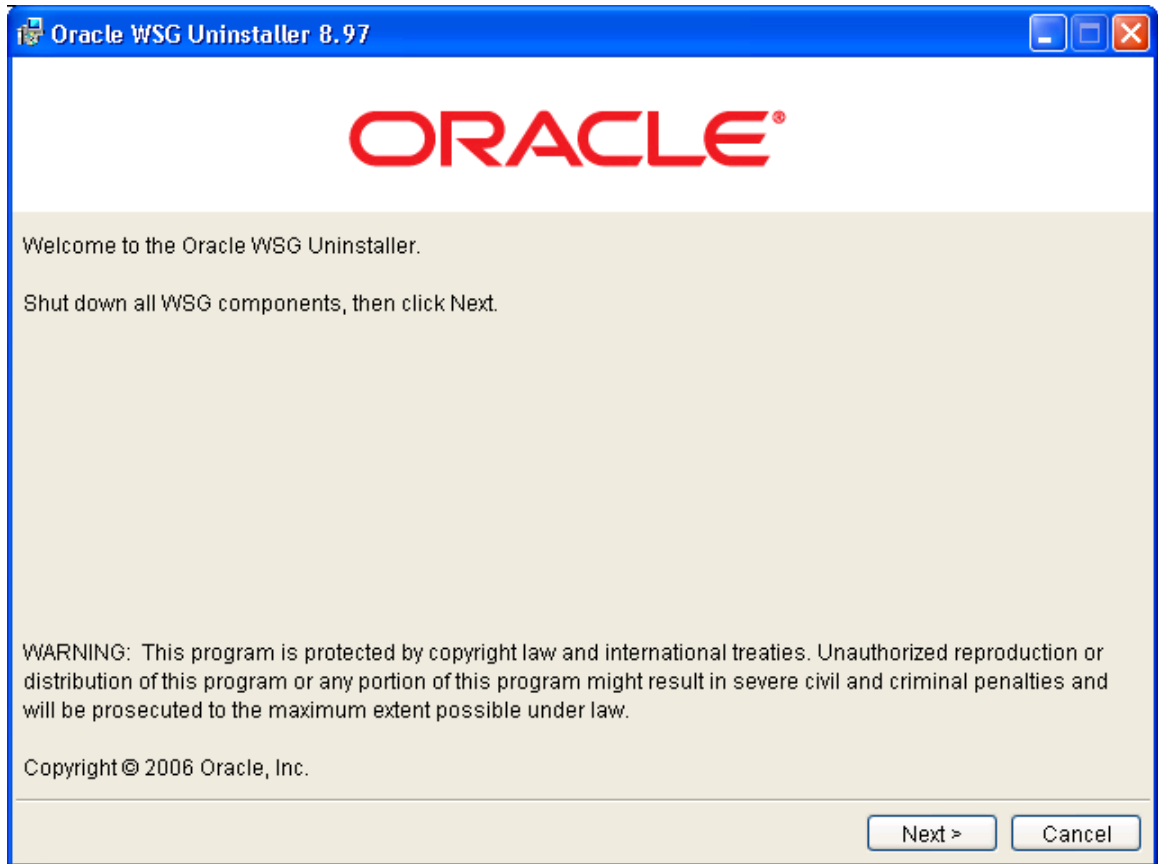 Oracle WSG Uninstaller 8.97
ORACLE®
Welcome to the Oracle WSG Uninstaller.
Shut down all WSG components, then click Next.
WARNING:  This program is protected by copyright law and international treaties. Unauthorized reproduction or
distribution of this program or any portion of this program might result in severe civil and criminal penalties and
will be prosecuted to the maximum extent possible under law.
Copyright © 2006 Oracle, Inc.
Next >
Cancel